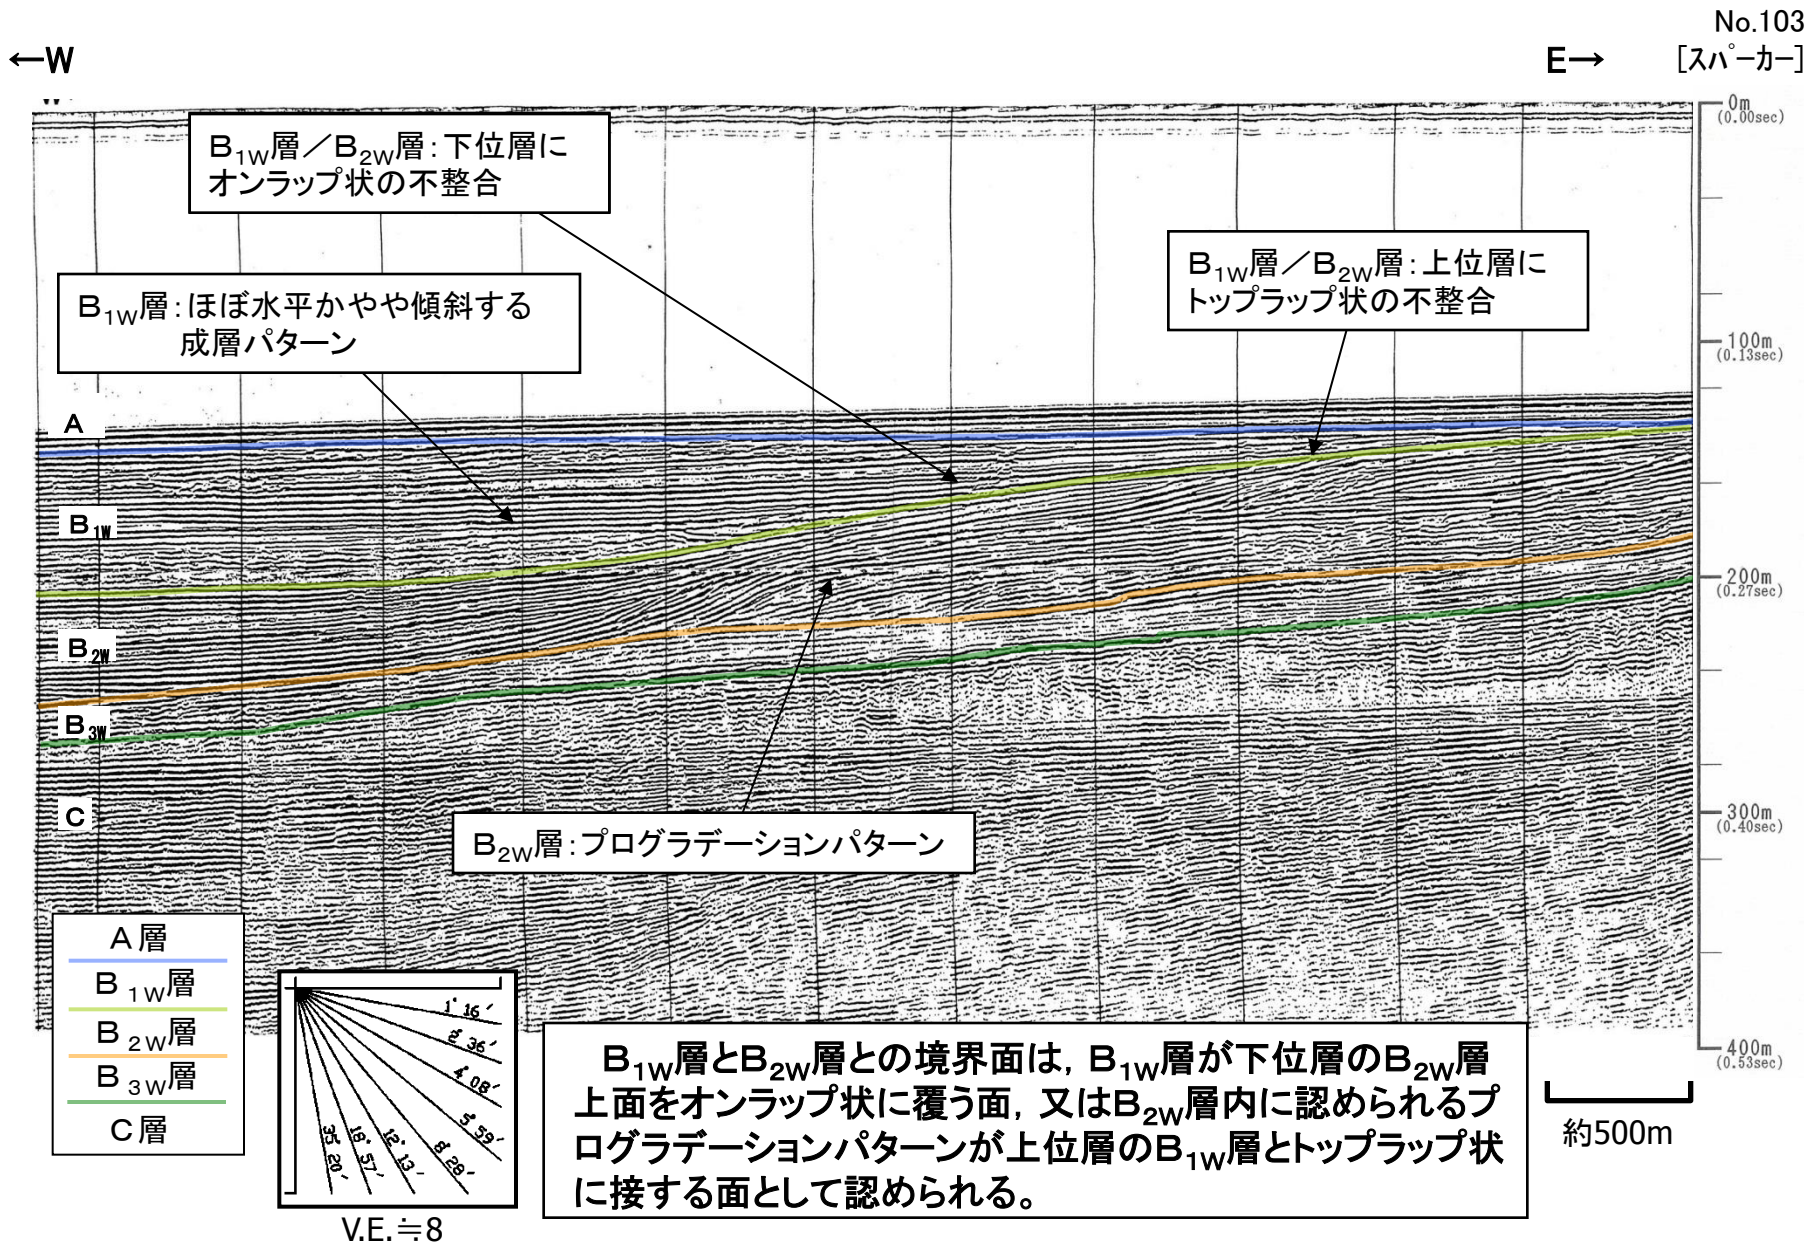 No.103
[スパーカー]
←W
E→
0m
(0.00sec)
B1W層／B2W層：下位層に
オンラップ状の不整合
B1W層／B2W層：上位層に
トップラップ状の不整合
B1W層：ほぼ水平かやや傾斜する
成層パターン
100m
(0.13sec)
A
B1W
200m
(0.27sec)
B2W
B3W
C
300m
(0.40sec)
B2W層：プログラデーションパターン
A層
B1W層
B2W層
B3W層
C層
1° 16′
2° 36′
4° 08′
5° 59′
8° 28′
12° 13′
18° 57′
35° 20′
V.E.≒8
B1W層とB2W層との境界面は，B1W層が下位層のB2W層
上面をオンラップ状に覆う面，又はB2W層内に認められるプ
ログラデーションパターンが上位層のB1W層とトップラップ状
に接する面として認められる。
400m
(0.53sec)
約500m